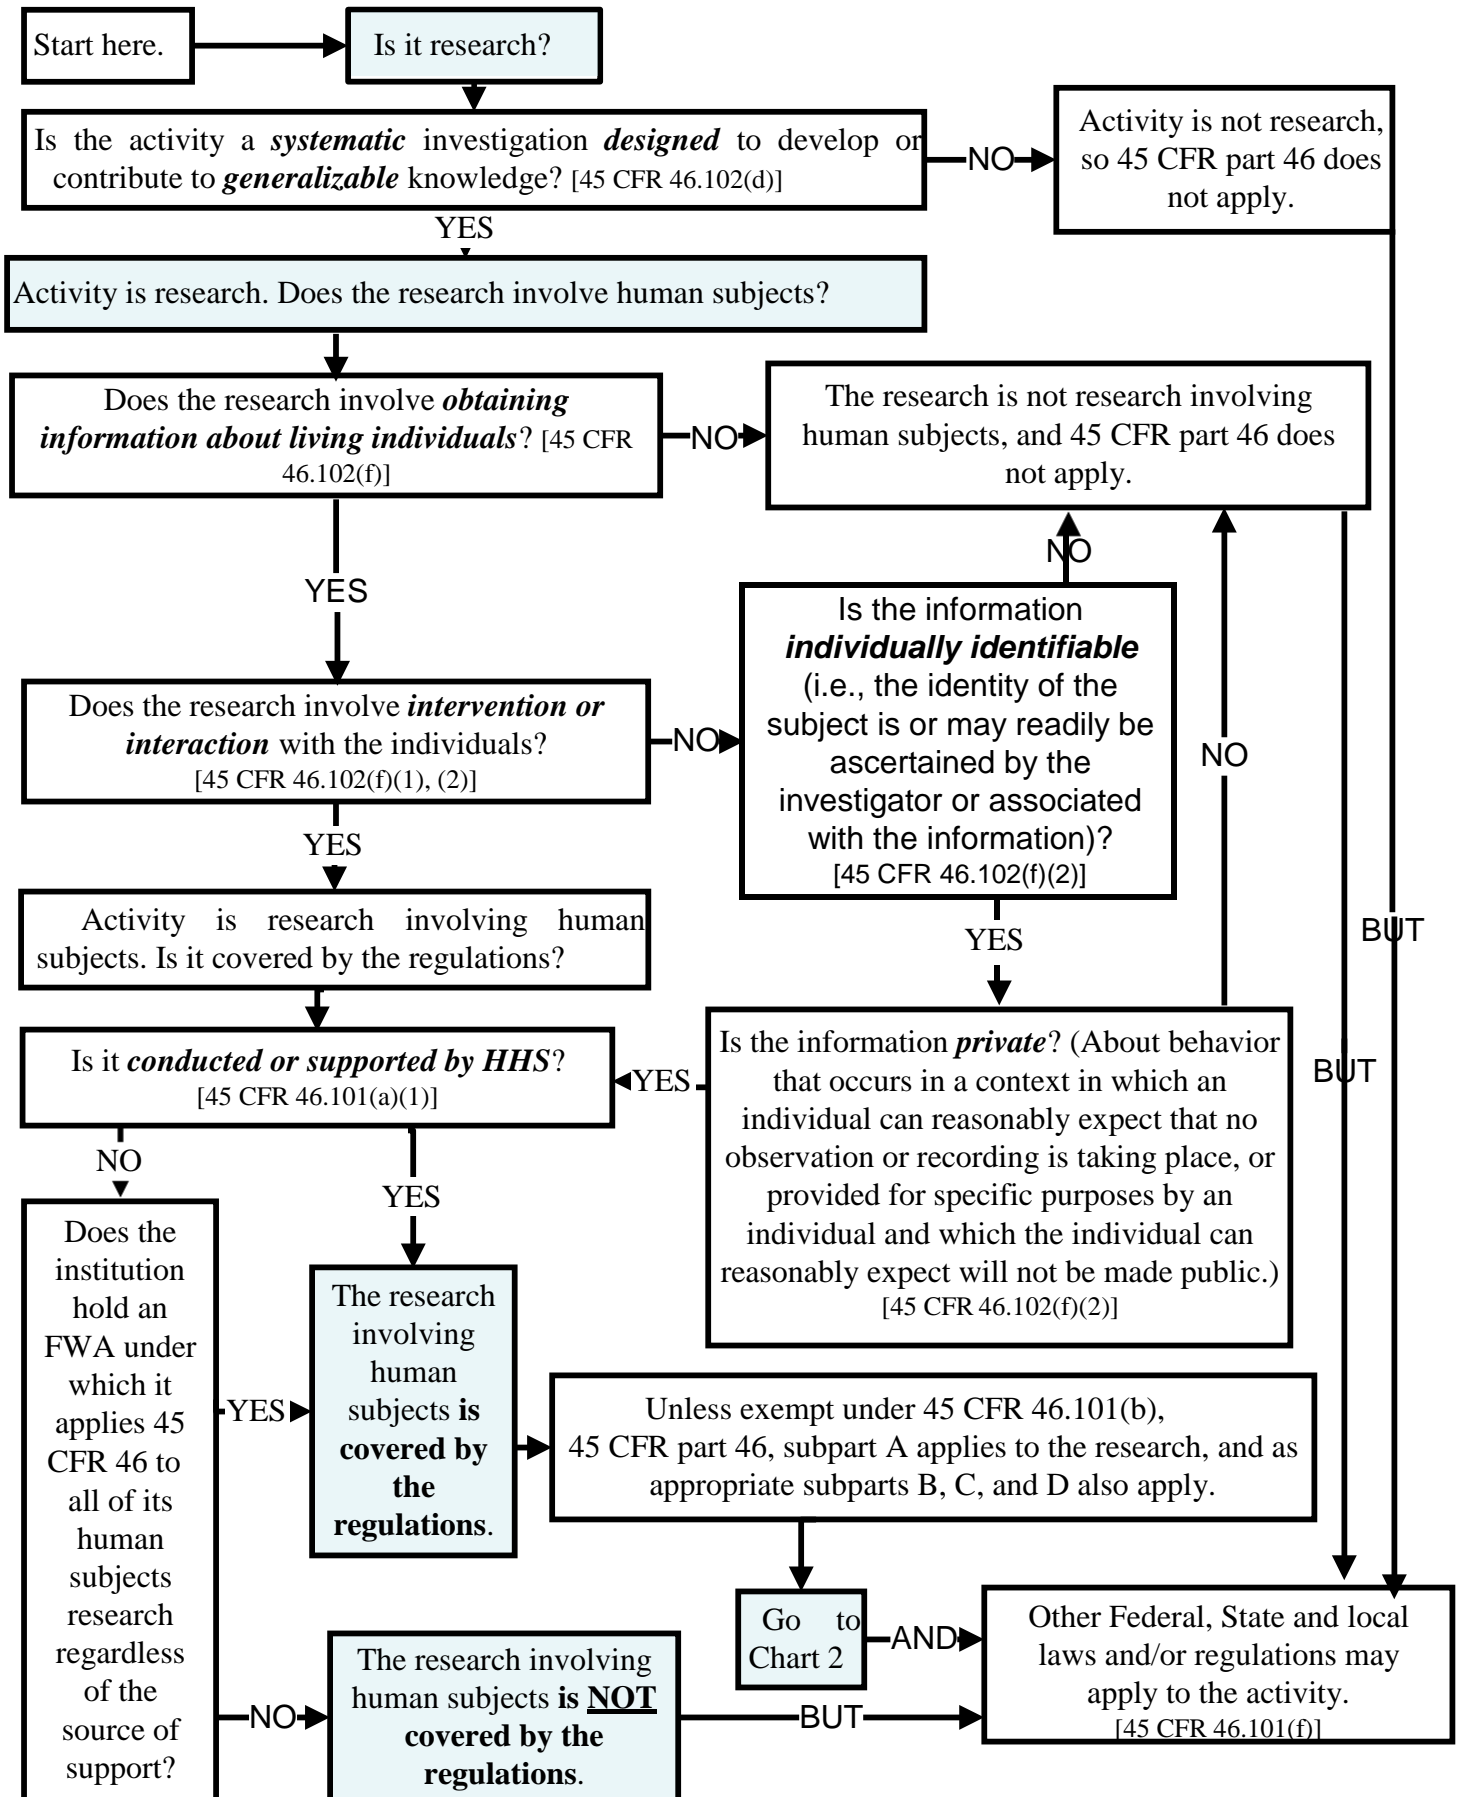 Start here.
Is it research?
Is the activity a systematic investigation designed to develop or
contribute to generalizable knowledge? [45 CFR 46.102(d)]
NO
Activity is not research,
so 45 CFR part 46 does
not apply.
YES
Activity is research. Does the research involve human subjects?
Does the research involve obtaining
information about living individuals? [45 CFR
46.102(f)]
NO
The research is not research involving
human subjects, and 45 CFR part 46 does
not apply.
YES
NO
Is the information
individually identifiable
(i.e., the identity of the
subject is or may readily be
ascertained by the
investigator or associated
with the information)?
[45 CFR 46.102(f)(2)]
NO
Does the research involve intervention or
interaction with the individuals?
[45 CFR 46.102(f)(1), (2)]
NO
YES
YES
BUT
Activity is research involving human
subjects. Is it covered by the regulations?
Is it conducted or supported by HHS?
[45 CFR 46.101(a)(1)]
YES
Is the information private? (About behavior
that occurs in a context in which an
individual can reasonably expect that no
observation or recording is taking place, or
provided for specific purposes by an
individual and which the individual can
reasonably expect will not be made public.)
[45 CFR 46.102(f)(2)]
BUT
NO
YES
Does the
institution
hold an
FWA under
which it
applies 45
CFR 46 to
all of its
human
subjects
research
regardless
of the
source of
support?
YES
The research
involving
human
subjects is
covered by
the
regulations.
Unless exempt under 45 CFR 46.101(b),
45 CFR part 46, subpart A applies to the research, and as
appropriate subparts B, C, and D also apply.
Go to
Chart 2
AND
Other Federal, State and local
laws and/or regulations may
apply to the activity.
[45 CFR 46.101(f)]
NO
The research involving
human subjects is NOT
covered by the
regulations.
BUT